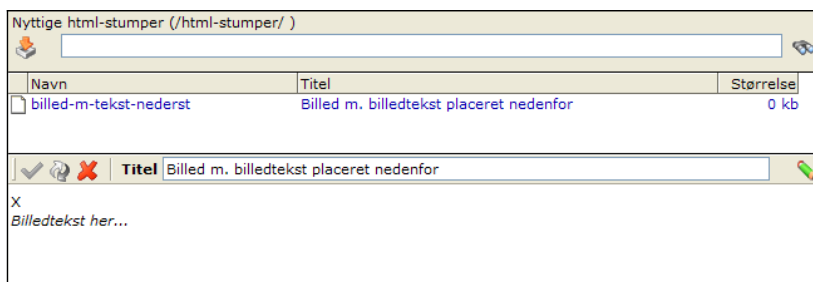 Nyttige html-stumper (/html-stumper/ )
Navn Titel Størrelse
billed-m-tekst-nederst Billed m. billedtekst placeret nedenfor 0 kb
Titel Billed m. billedtekst placeret nedenfor
X
Billedtekst her...